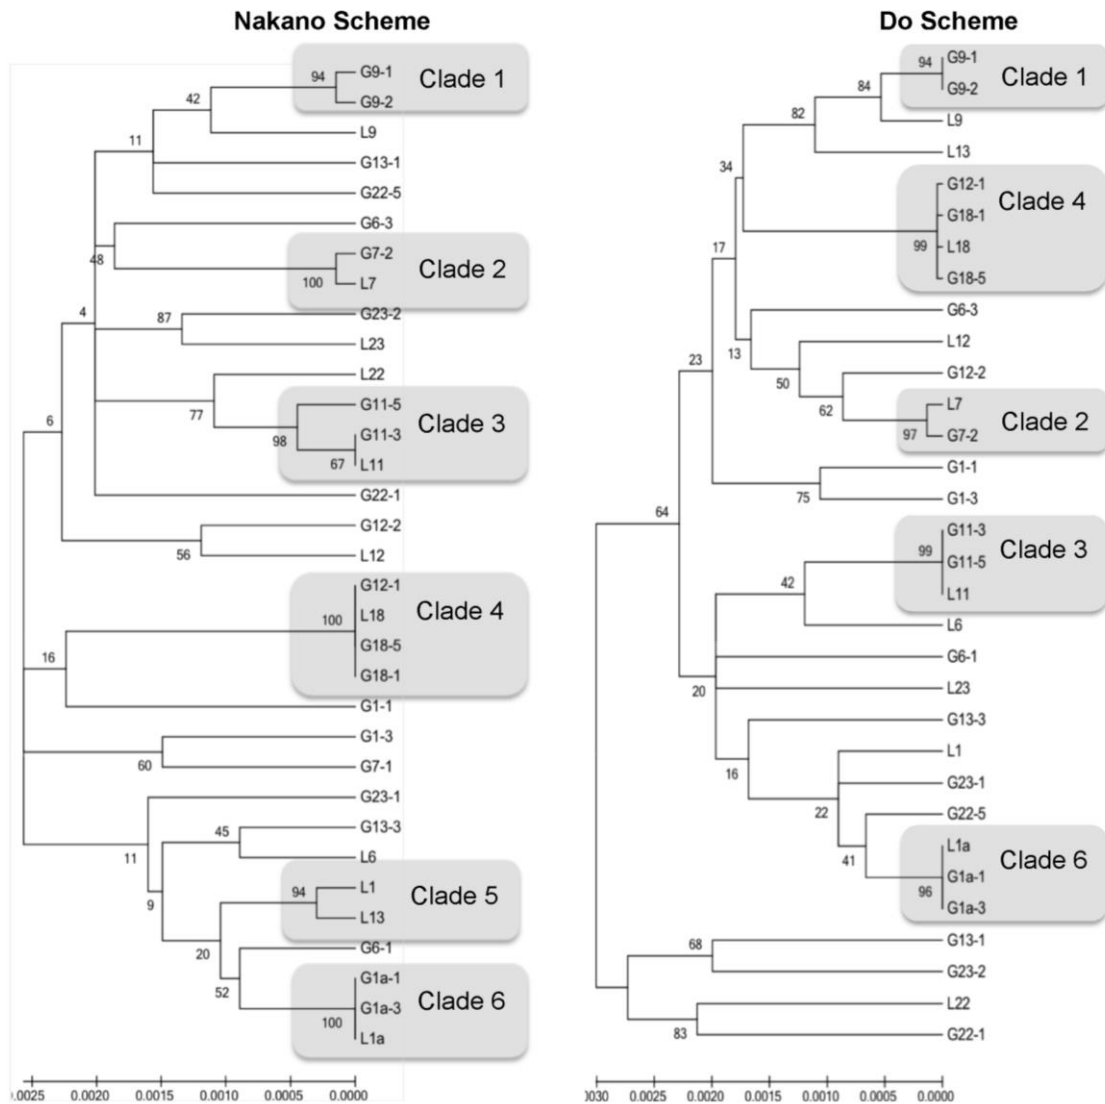 Nakano Scheme
94
G9-1
Clade 1
G9-2
42
L9
11
G13-1
G22-5
G6-3
48
G7-2
Clade 2
100
L7
4
G23-2
87
L23
L22
77
G11-5
Clade 3
6
98
G11-3
67
L11
G22-1
G12-2
56
L12
G12-1
Clade 4
100
L18
G18-5
16
G18-1
G1-1
G1-3
60
G7-1
G23-1
11
45
G13-3
L6
9
94
L1
Clade 5
L13
20
G6-1
52
G1a-1
Clade 6
G1a-3
100
L1a
.0025 0.0020 0.0015 0.0010 0.0005 0.0000
Do Scheme
94
G9-1
Clade 1
G9-2
84
L9
82
L13
34
G12-1
Clade 4
G18-1
17
99
L18
G18-5
G6-3
13
L12
50
G12-2
23
62
L7
Clade 2
97
G7-2
G1-1
75
G1-3
64
G11-3
Clade 3
99
G11-5
42
L11
L6
G6-1
20
L23
G13-3
16
L1
G23-1
22
G22-5
41
L1a
Clade 6
96
G1a-1
G1a-3
68
G13-1
G23-2
L22
83
G22-1
0030 0.0025 0.0020 0.0015 0.0010 0.0005 0.0000